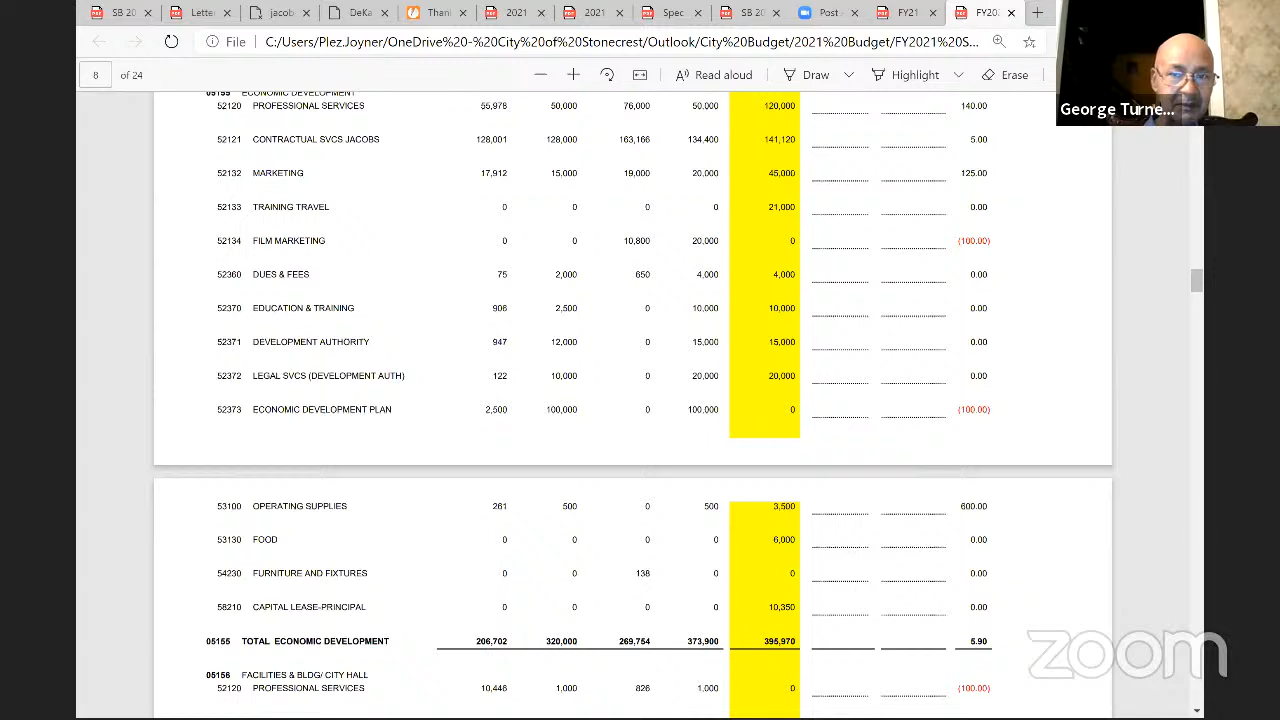 SB 20 Letter jacob DeKa Than 2035 2021 Spec SB 20 Post FY21 FY202
File C:/Users/Plez.Joyner/OneDrive%20-%20City%20of%20Stonecrest/Outlook/City%20Budget/2021%20Budget/FY2021%20S...
8 of 24 Read aloud Draw Highlight Erase
George Turne...
05155 ECONOMIC DEVELOPMENT
52120 PROFESSIONAL SERVICES 55,978 50,000 76,000 50,000 120,000 140.00
52121 CONTRACTUAL SVCS JACOBS 128,001 128,000 163,166 134,400 141,120 5.00
52132 MARKETING 17,912 15,000 19,000 20,000 45,000 125.00
52133 TRAINING TRAVEL 0 0 0 0 21,000 0.00
52134 FILM MARKETING 0 0 10,800 20,000 0 (100.00)
52360 DUES & FEES 75 2,000 650 4,000 4,000 0.00
52370 EDUCATION & TRAINING 906 2,500 0 10,000 10,000 0.00
52371 DEVELOPMENT AUTHORITY 947 12,000 0 15,000 15,000 0.00
52372 LEGAL SVCS (DEVELOPMENT AUTH) 122 10,000 0 20,000 20,000 0.00
52373 ECONOMIC DEVELOPMENT PLAN 2,500 100,000 0 100,000 0 (100.00)
53100 OPERATING SUPPLIES 261 500 0 500 3,500 600.00
53130 FOOD 0 0 0 0 6,000 0.00
54230 FURNITURE AND FIXTURES 0 0 138 0 0 0.00
58210 CAPITAL LEASE-PRINCIPAL 0 0 0 0 10,350 0.00
05155 TOTAL ECONOMIC DEVELOPMENT 206,702 320,000 269,754 373,900 395,970 5.90
zoom
05156 FACILITIES & BLDG/ CITY HALL
52120 PROFESSIONAL SERVICES 10,446 1,000 826 1,000 0 (100.00)